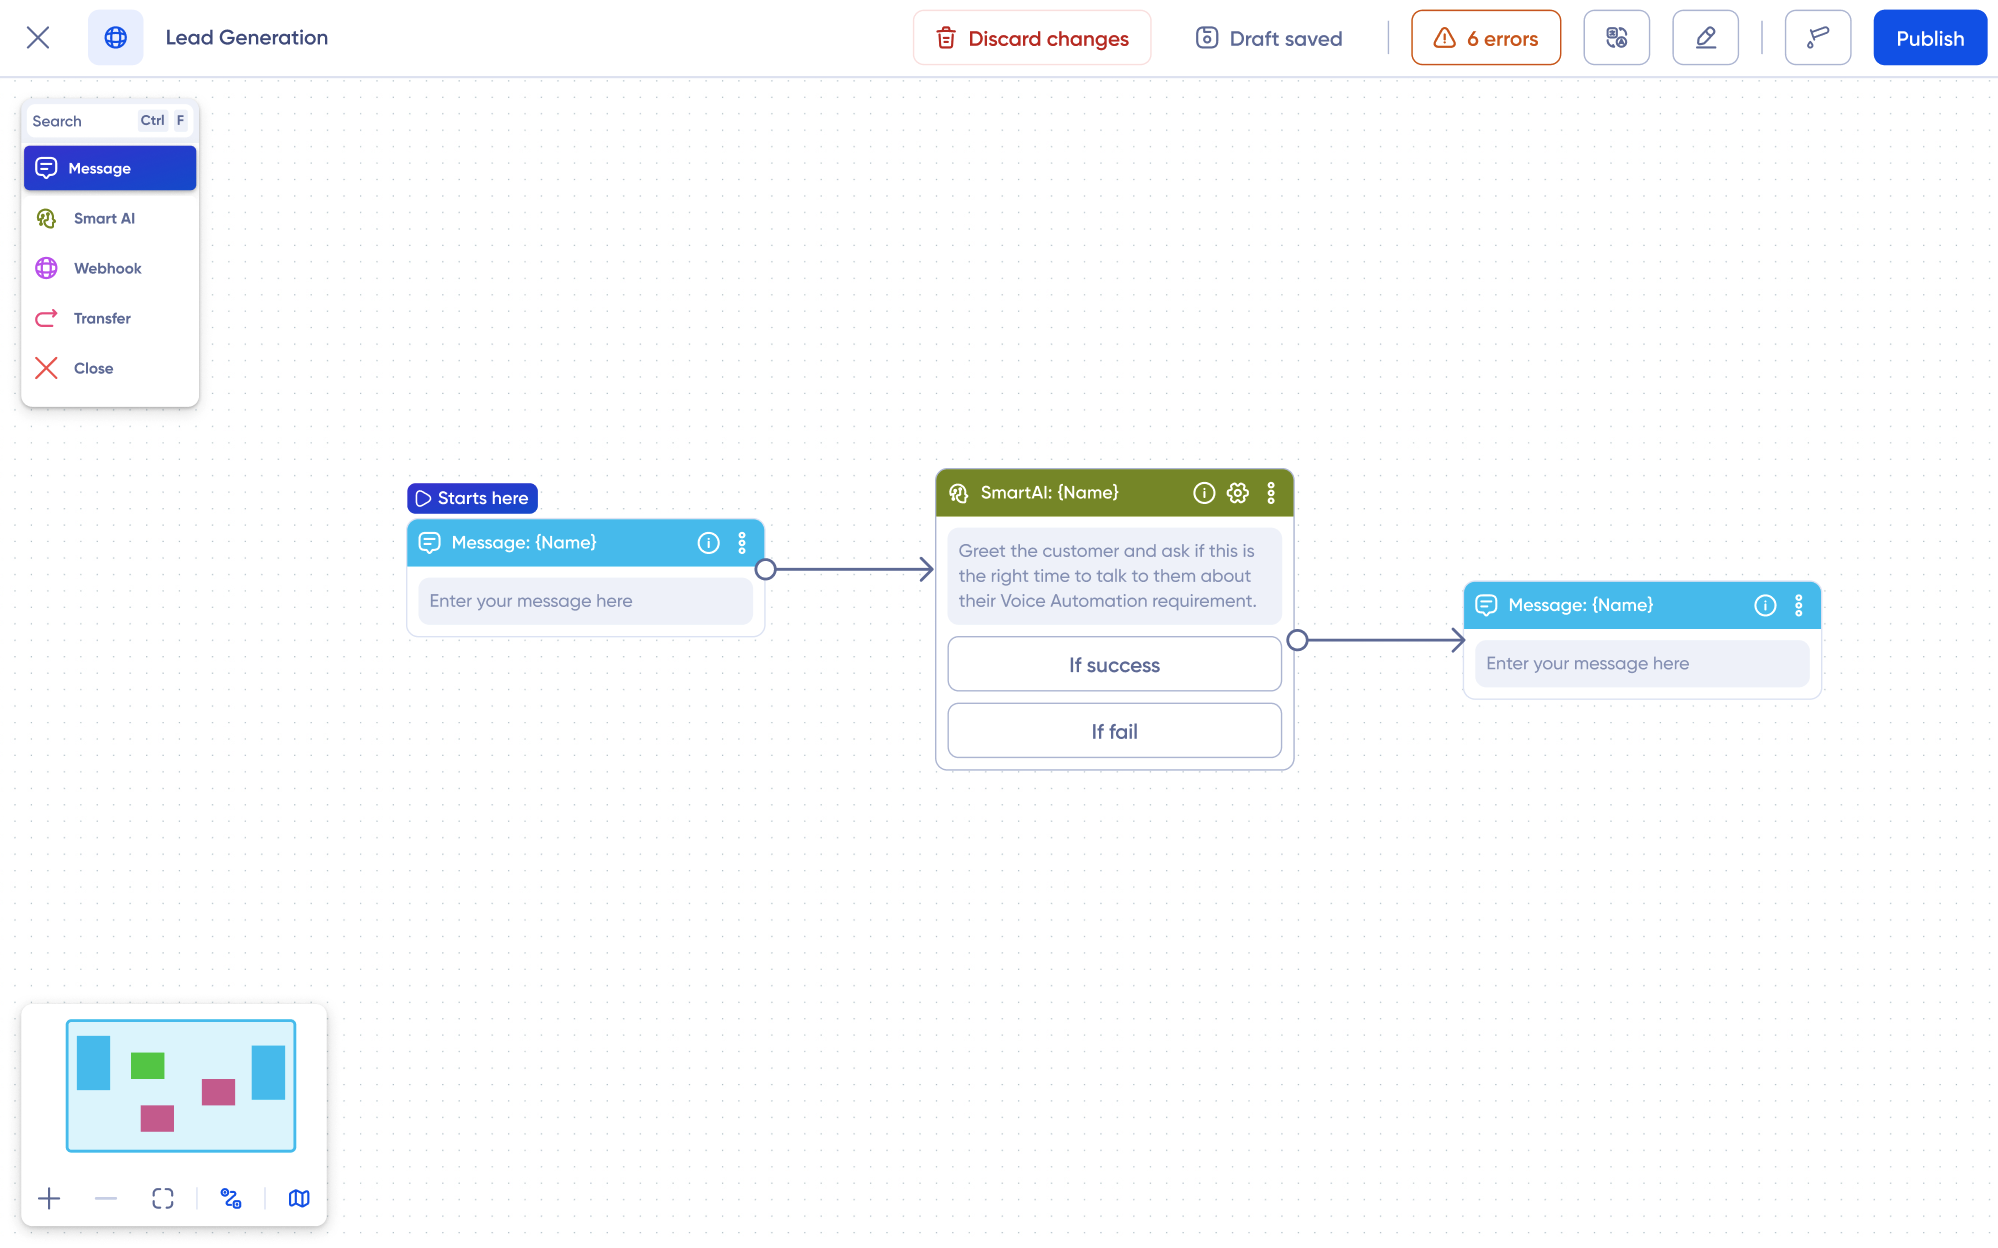 Lead Generation
Discard changes
Draft saved
6 errors
Publish
Search Ctrl F
Message
Smart AI
Webhook
Transfer
Close
Starts here
Message: {Name}
Enter your message here
SmartAI: {Name}
Greet the customer and ask if this is
the right time to talk to them about
their Voice Automation requirement.
If success
If fail
Message: {Name}
Enter your message here